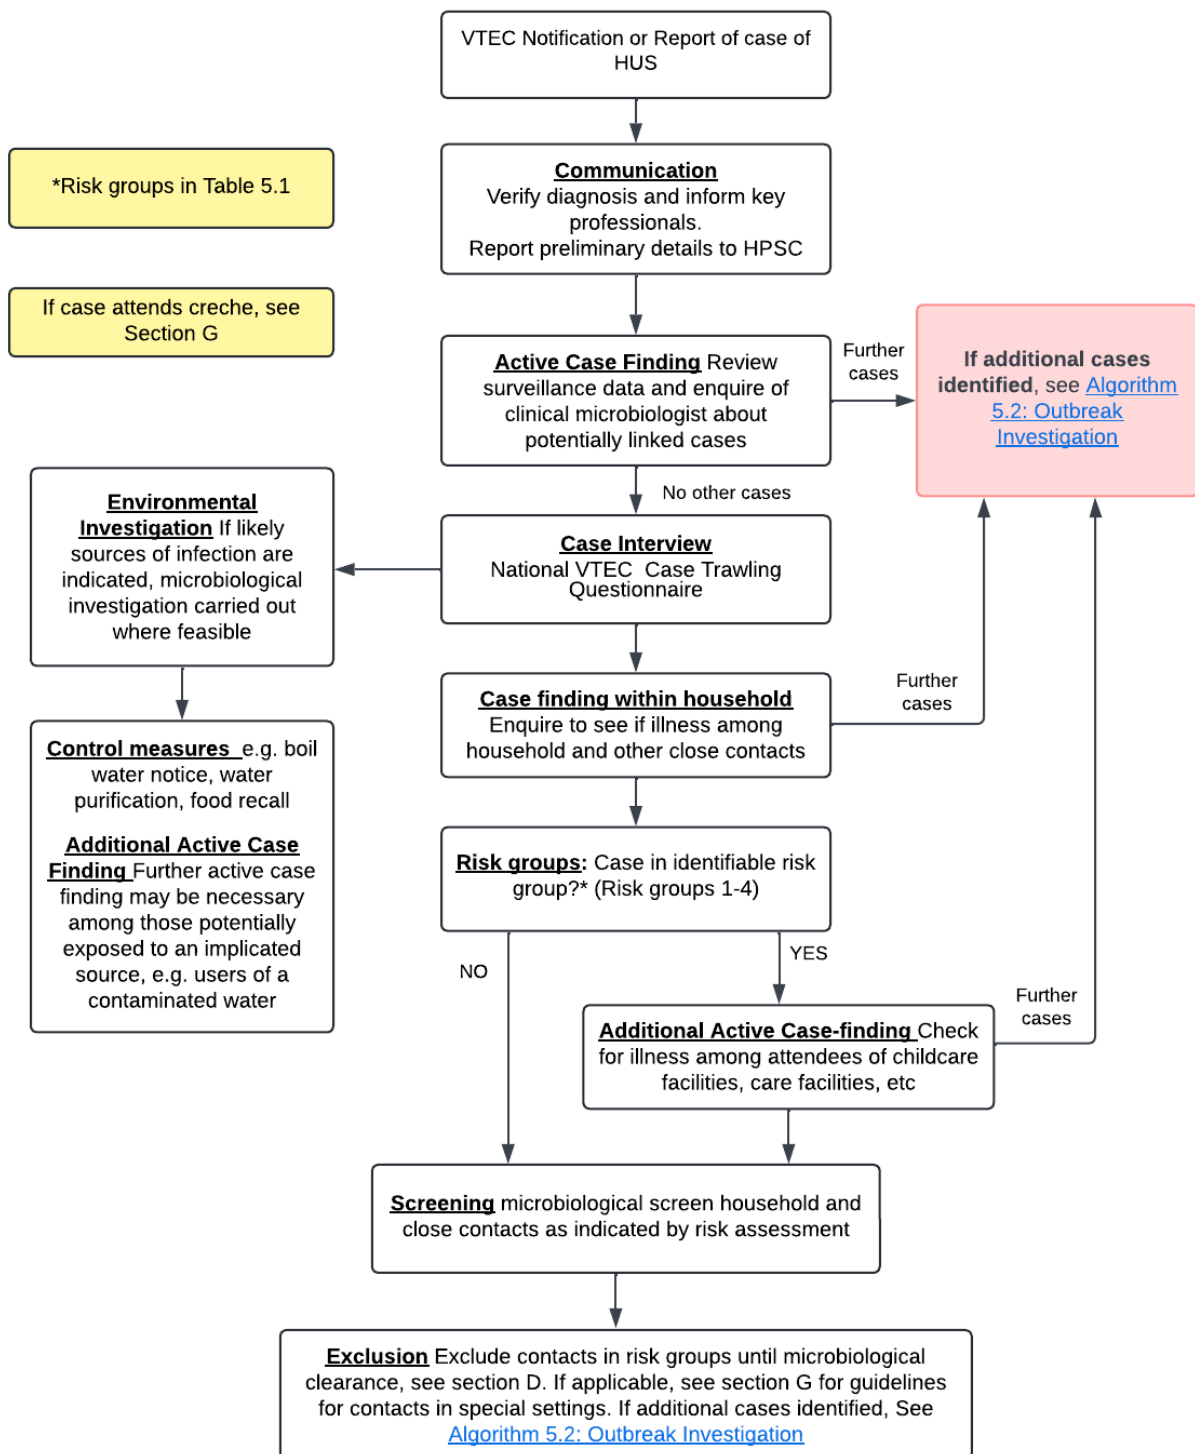 VTEC Notification or Report of case of
HUS
*Risk groups in Table 5.1
Communication
Verify diagnosis and inform key
professionals.
Report preliminary details to HPSC
If case attends creche, see
Section G
Active Case Finding Review
surveillance data and enquire of
clinical microbiologist about
potentially linked cases
Further
cases
If additional cases
identified, see Algorithm
5.2: Outbreak
Investigation
No other cases
Environmental
Investigation If likely
sources of infection are
indicated, microbiological
investigation carried out
where feasible
Case Interview
National VTEC Case Trawling
Questionnaire
Case finding within household
Enquire to see if illness among
household and other close contacts
Further
cases
Control measures e.g. boil
water notice, water
purification, food recall
Additional Active Case
Finding Further active case
finding may be necessary
among those potentially
exposed to an implicated
source, e.g. users of a
contaminated water
Risk groups: Case in identifiable risk
group?* (Risk groups 1-4)
NO
YES
Further
cases
Additional Active Case-finding Check
for illness among attendees of childcare
facilities, care facilities, etc
Screening microbiological screen household and
close contacts as indicated by risk assessment
Exclusion Exclude contacts in risk groups until microbiological
clearance, see section D. If applicable, see section G for guidelines
for contacts in special settings. If additional cases identified, See
Algorithm 5.2: Outbreak Investigation